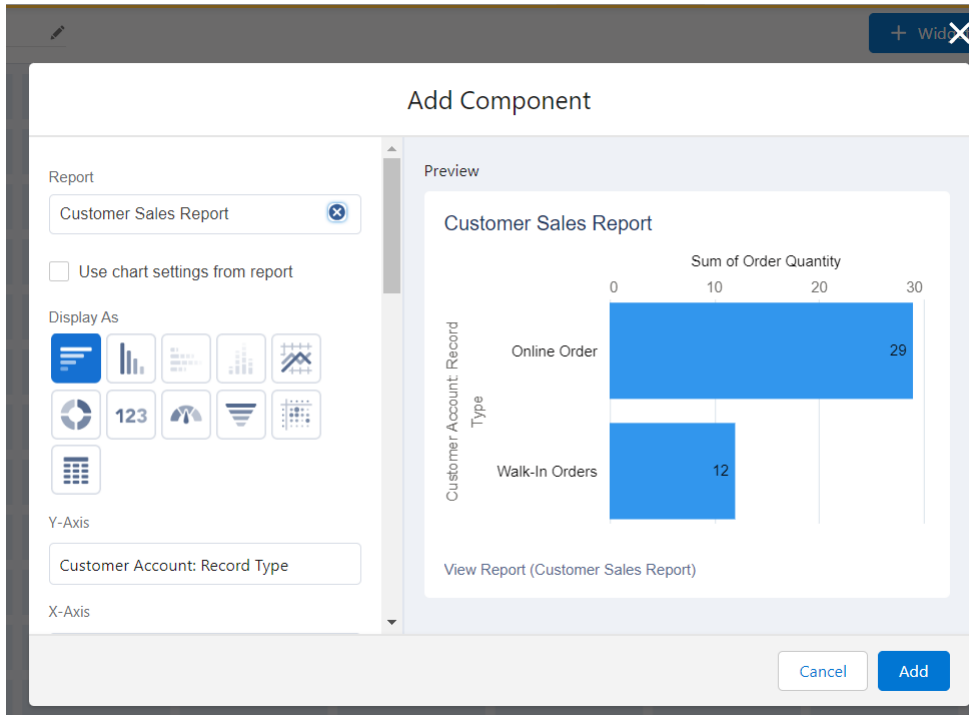 + Widg
Add Component
Report
Customer Sales Report
Use chart settings from report
Display As
123
Y-Axis
Customer Account: Record Type
X-Axis
Preview
Customer Sales Report
Sum of Order Quantity
0 10 20 30
Customer Account: Record
Type
Online Order
29
Walk-In Orders
12
View Report (Customer Sales Report)
Cancel
Add